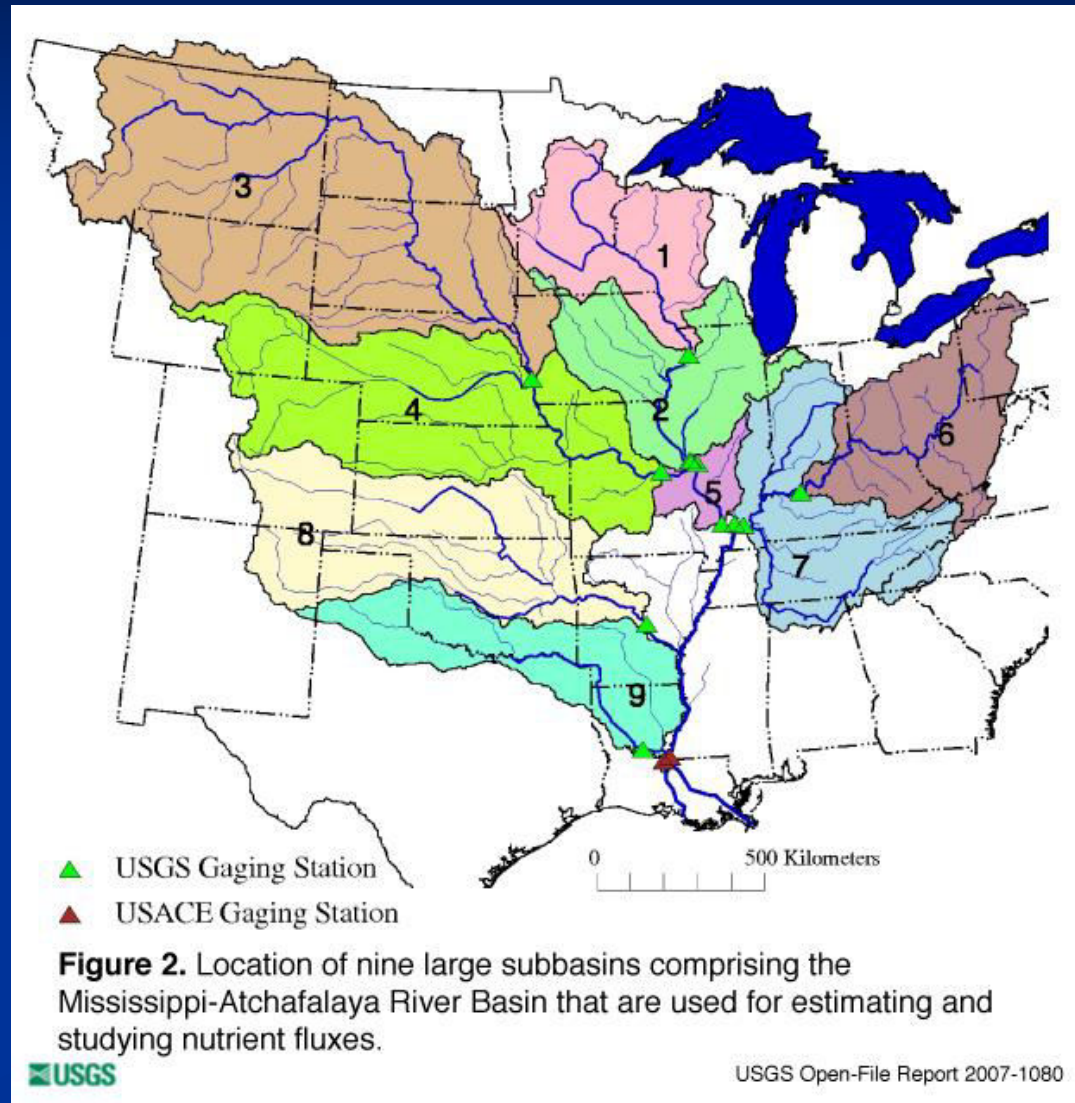 3
1
4
2
6
5
8
7
9
USGS Gaging Station
0 500 Kilometers
USACE Gaging Station
Figure 2. Location of nine large subbasins comprising the
Mississippi-Atchafalaya River Basin that are used for estimating and
studying nutrient fluxes.
USGS
USGS Open-File Report 2007-1080